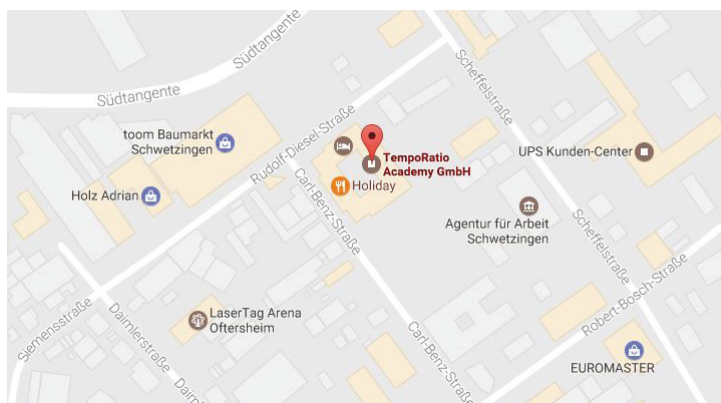 Südtangente
Südtangente
Scheffelstraße
toom Baumarkt
Schwetzingen
Rudolf-Diesel-Straße
TempoRatio
Academy GmbH
UPS Kunden-Center
Holz Adrian
Holiday
Carl-Benz-Straße
Agentur für Arbeit
Schwetzingen
Scheffelstraße
Robert-Bosch-Straße
LaserTag Arena
Oftersheim
Siemensstraße
Daimlerstraße
Daiml
Carl-Benz-Straße
EUROMASTER